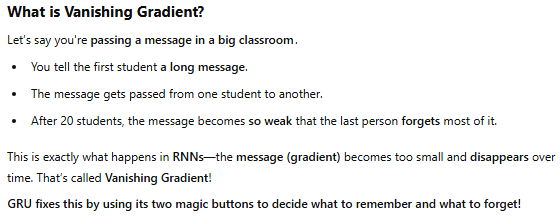 What is Vanishing Gradient?
Let's say you're passing a message in a big classroom.
• You tell the first student a long message.
• The message gets passed from one student to another.
• After 20 students, the message becomes so weak that the last person forgets most of it.
This is exactly what happens in RNNs—the message (gradient) becomes too small and disappears over
time. That's called Vanishing Gradient!
GRU fixes this by using its two magic buttons to decide what to remember and what to forget!